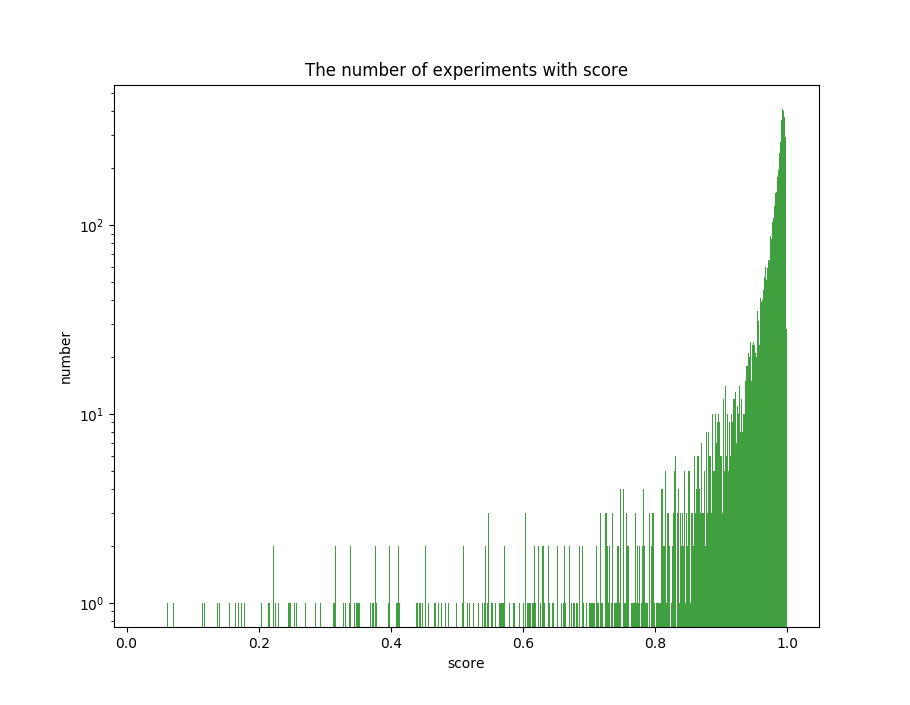 The number of experiments with score
number
10²
10¹
10⁰
0.0 0.2 0.4 0.6 0.8 1.0
score